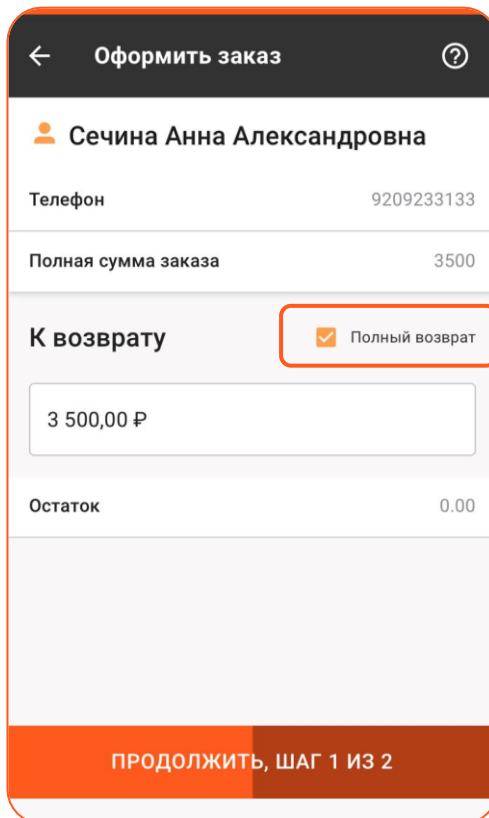 Оформить заказ
Сечина Анна Александровна
Телефон 9209233133
Полная сумма заказа 3500
К возврату Полный возврат
3 500,00 ₽
Остаток 0.00
ПРОДОЛЖИТЬ, ШАГ 1 ИЗ 2